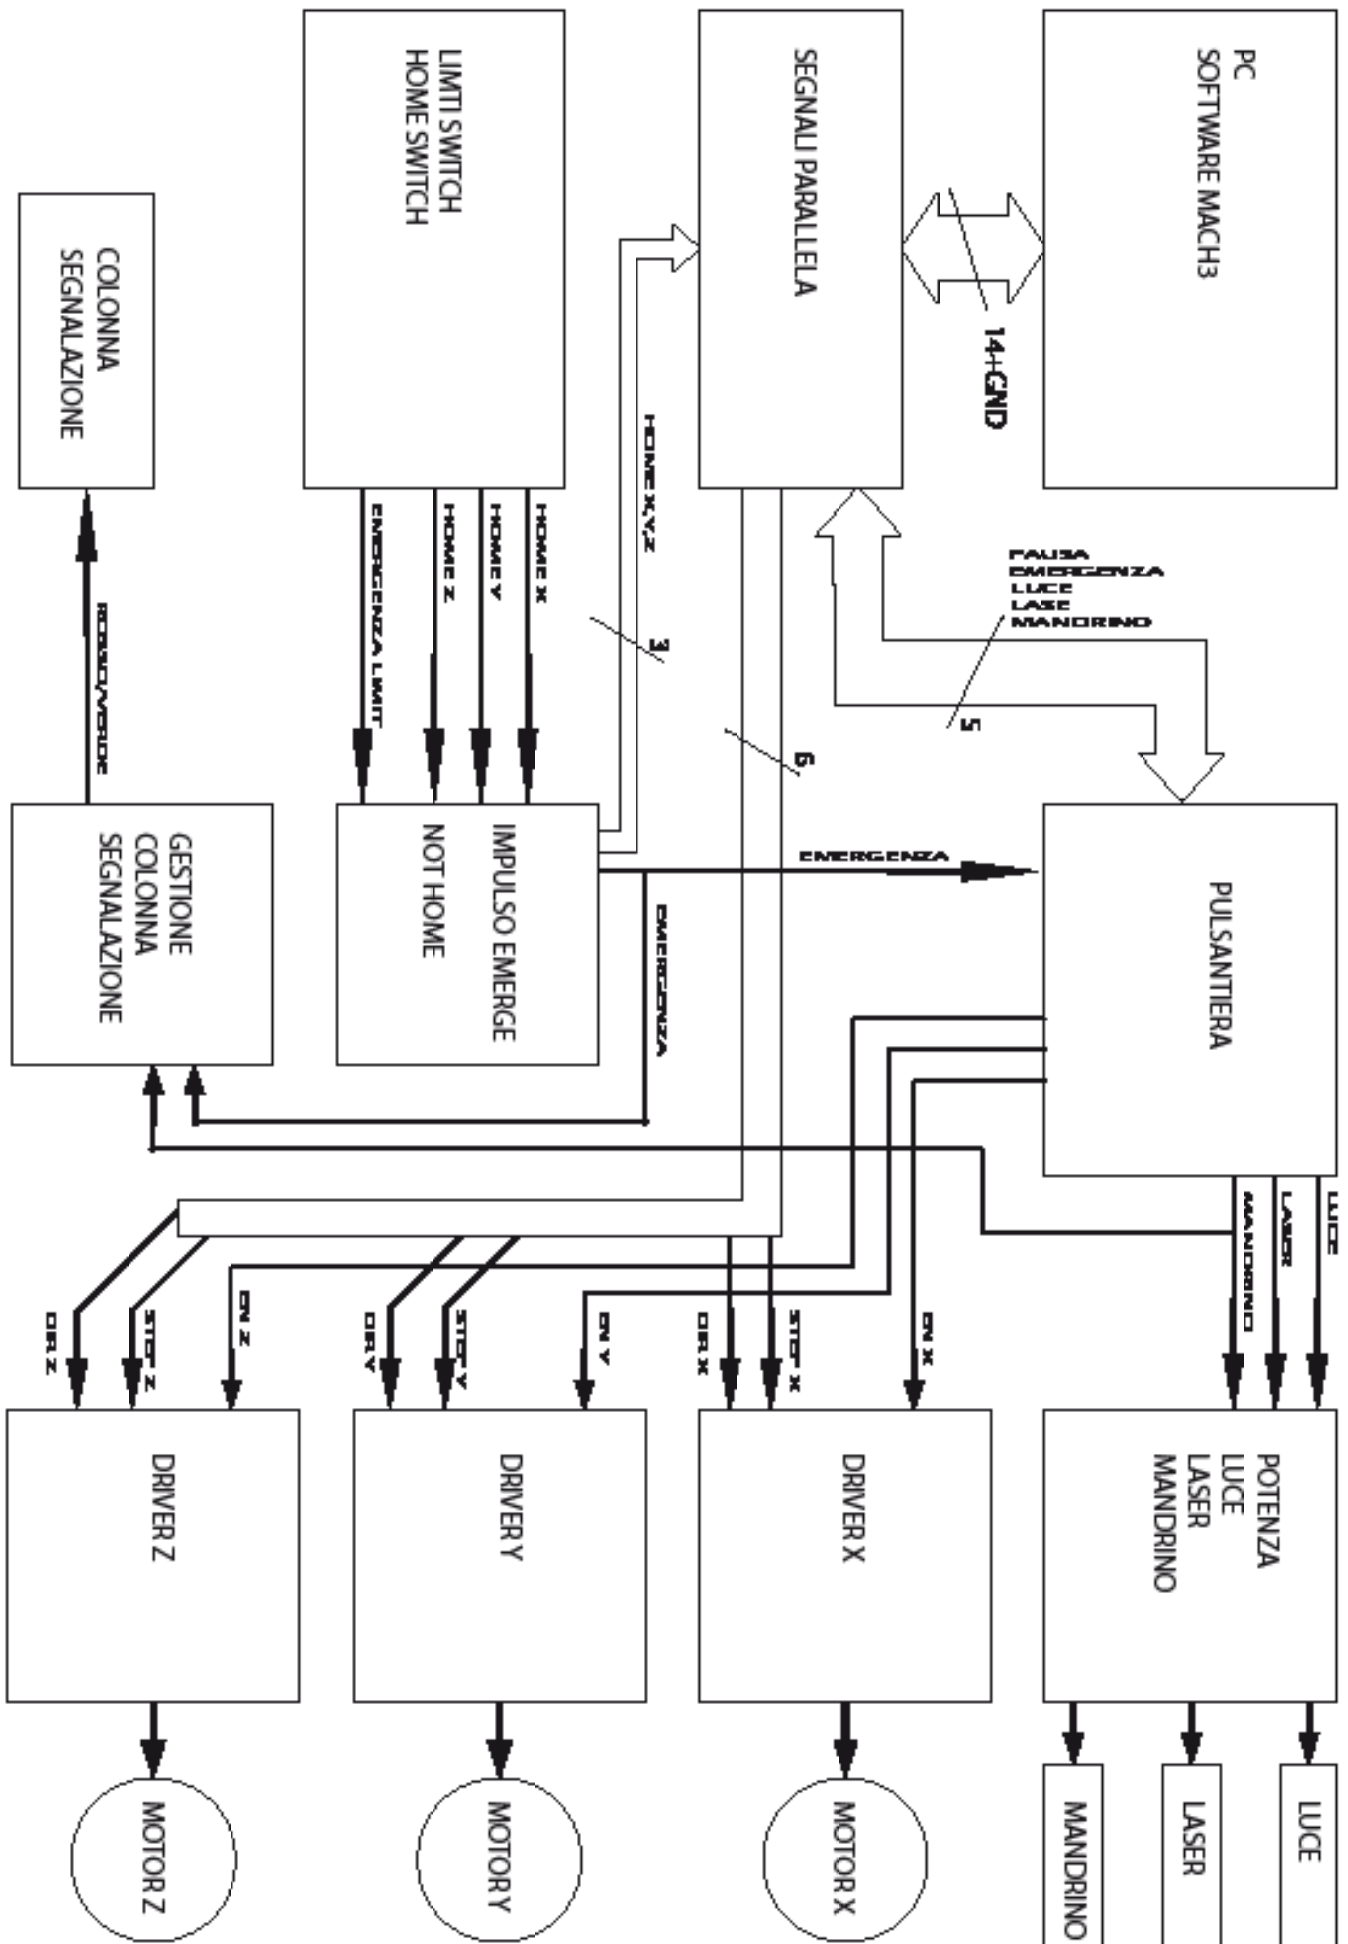 PC
SOFTWARE MACH3
14+GND
SEGNALI PARALLELA
LIMTI SWITCH
HOME SWITCH
COLONNA
SEGNALAZIONE
PAUSA
EMERGENZA
LUCE
LASE
MANDRINO
5
6
HOME X,Y,Z
3
HOME X
HOME Y
HOME Z
EMERGENZA LIMIT
ROSSO/VERDE
PULSANTIERA
EMERGENZA
IMPULSO EMERGE
NOT HOME
EMERGENZA
GESTIONE
COLONNA
SEGNALAZIONE
LUCE
LASER
MANDRINO
EN X
STEP X
DIR X
EN Y
STEP Y
DIR Y
EN Z
STEP Z
DIR Z
POTENZA
LUCE
LASER
MANDRINO
DRIVER X
DRIVER Y
DRIVER Z
LUCE
LASER
MANDRINO
MOTOR X
MOTOR Y
MOTOR Z